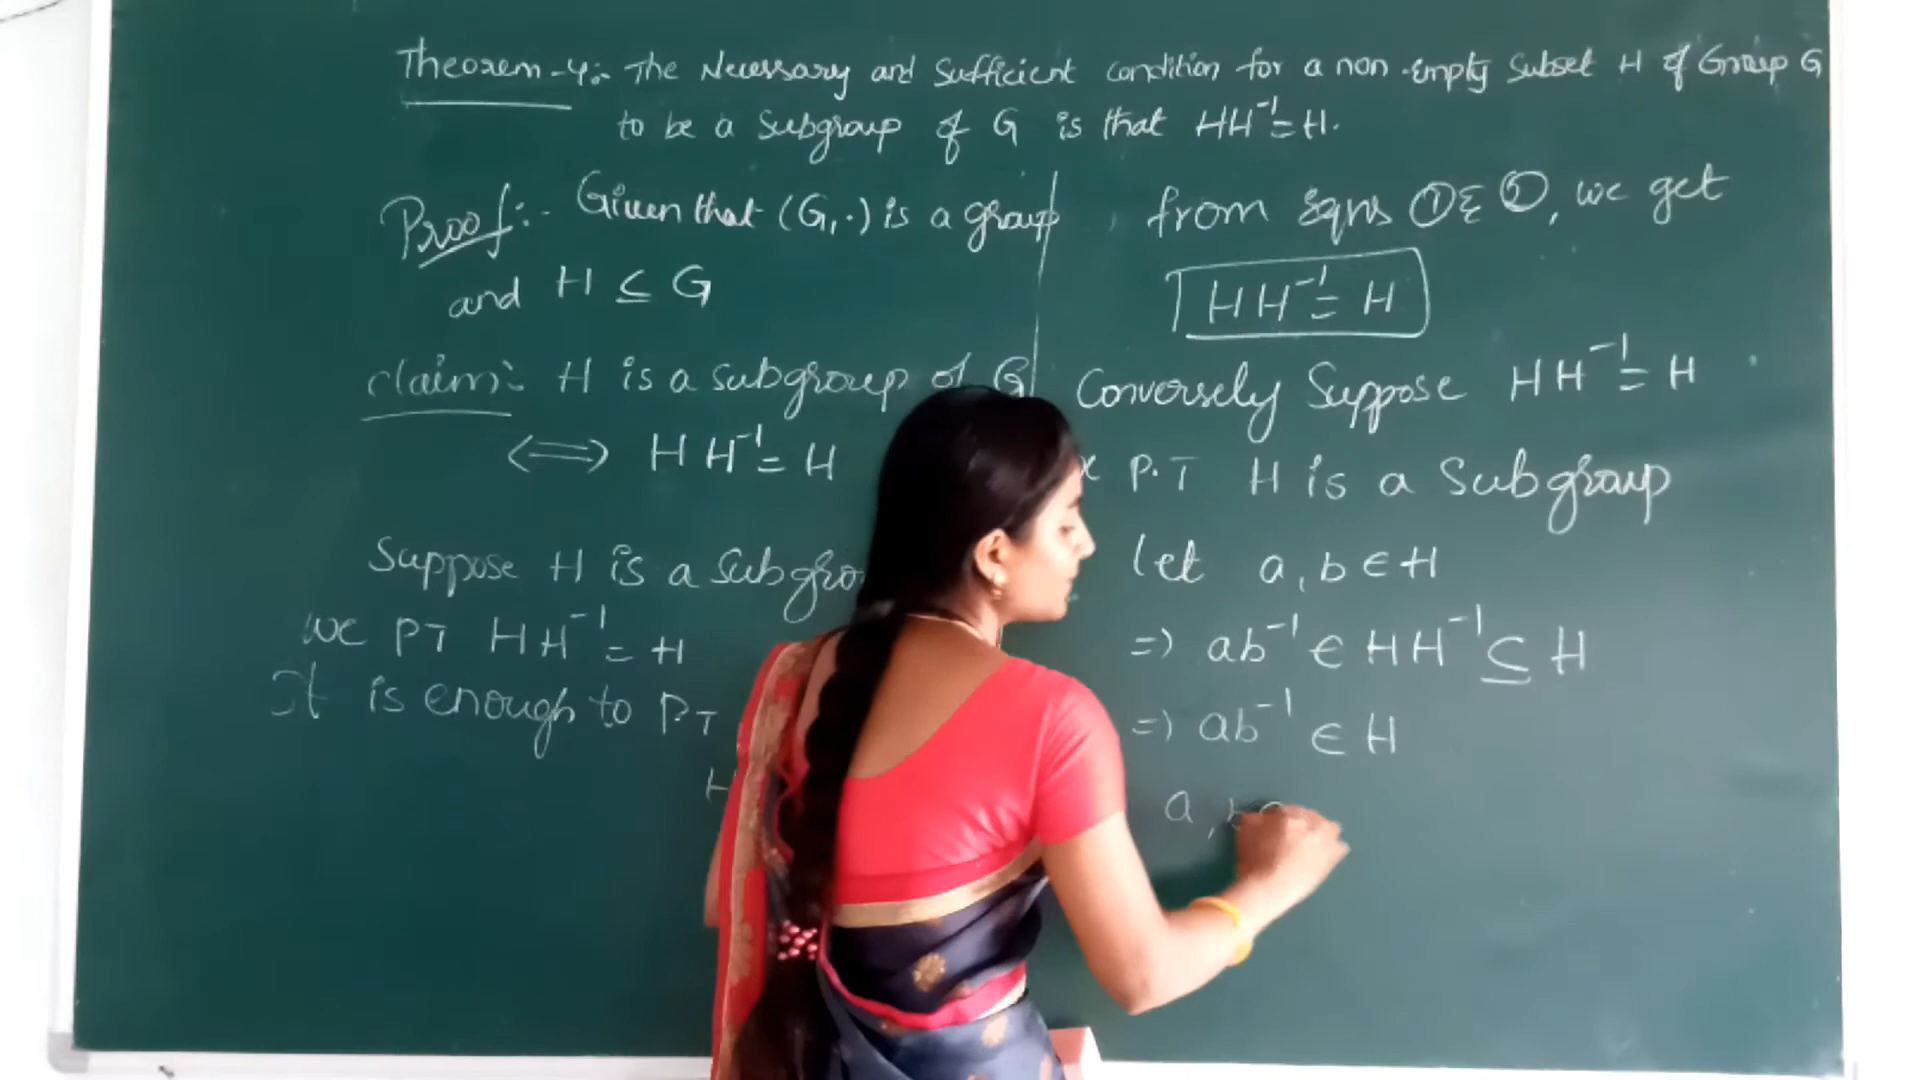 Theorem-4:- The Necessary and Sufficient condition for a non-Empty Subset H of Group G
to be a Subgroup of G is that HH⁻¹=H.
Proof:- Given that (G,·) is a group
and H ⊆ G
claim:- H is a subgroup of G
⟺ HH⁻¹=H
Suppose H is a Subgro
we PT HH⁻¹=H
It is enough to P.T
H
from Eqns ① & ②, we get
HH⁻¹=H
Conversely Suppose HH⁻¹=H
P.T H is a Subgroup
let a,b∈H
=) ab⁻¹∈HH⁻¹⊆H
=) ab⁻¹∈H
a,b